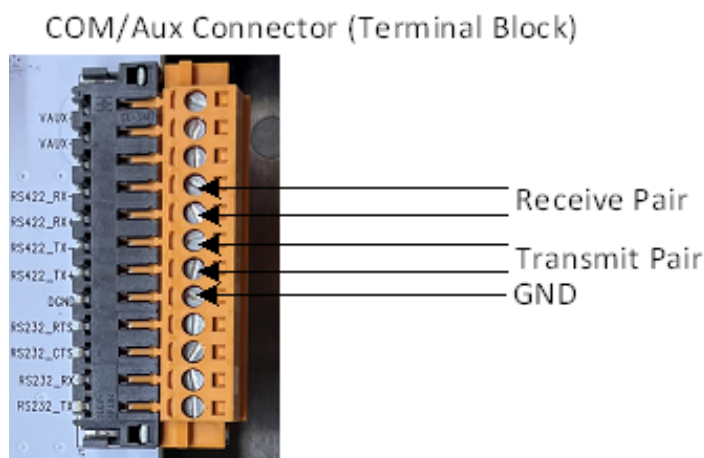 COM/Aux Connector (Terminal Block)
VAUX-
VAUX-
RS422_RX-
RS422_RX+
RS422_TX-
RS422_TX+
DGND
RS232_RTS
RS232_CTS
RS232_RX
RS232_TX
Receive Pair
Transmit Pair
GND